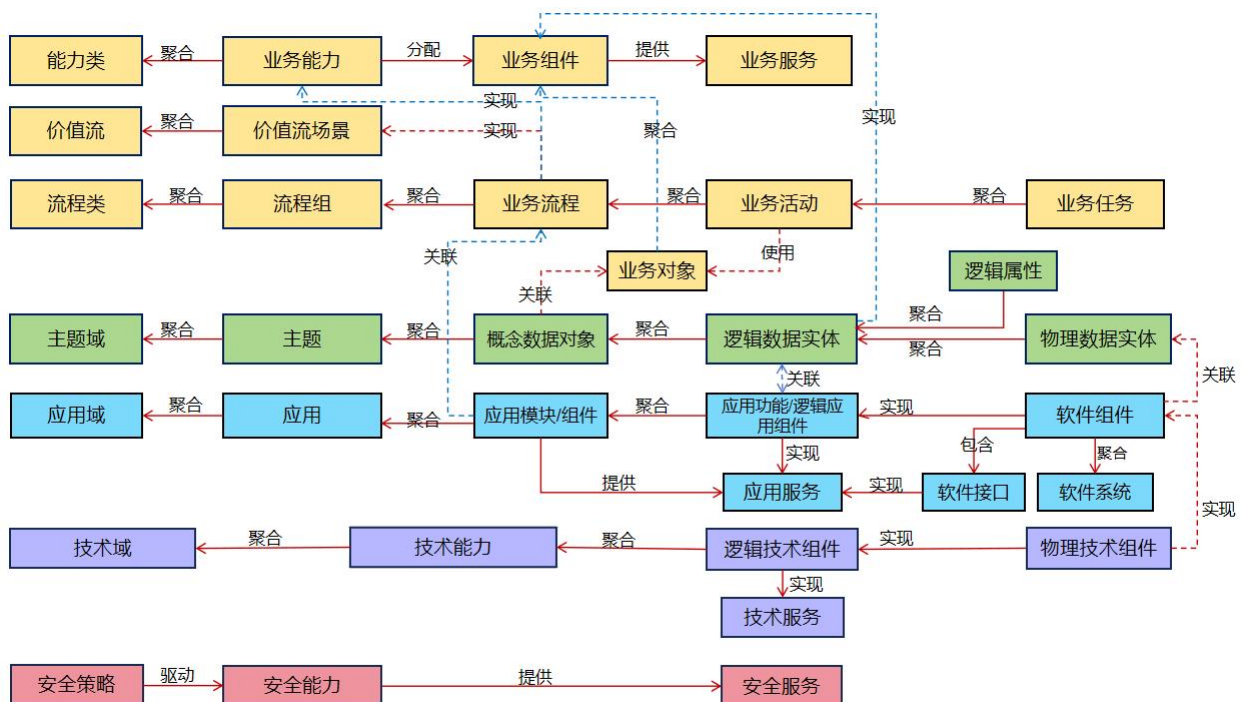 能力类
聚合
业务能力
分配
业务组件
提供
业务服务
实现
聚合
实现
价值流
聚合
价值流场景
实现
流程类
聚合
流程组
聚合
业务流程
聚合
业务活动
聚合
业务任务
关联
业务对象
使用
逻辑属性
关联
聚合
主题域
聚合
主题
聚合
概念数据对象
聚合
逻辑数据实体
聚合
物理数据实体
关联
关联
应用域
聚合
应用
聚合
应用模块/组件
聚合
应用功能/逻辑应
用组件
实现
软件组件
实现
包含
聚合
提供
应用服务
实现
软件接口
软件系统
实现
技术域
聚合
技术能力
聚合
逻辑技术组件
实现
物理技术组件
实现
技术服务
安全策略
驱动
安全能力
提供
安全服务